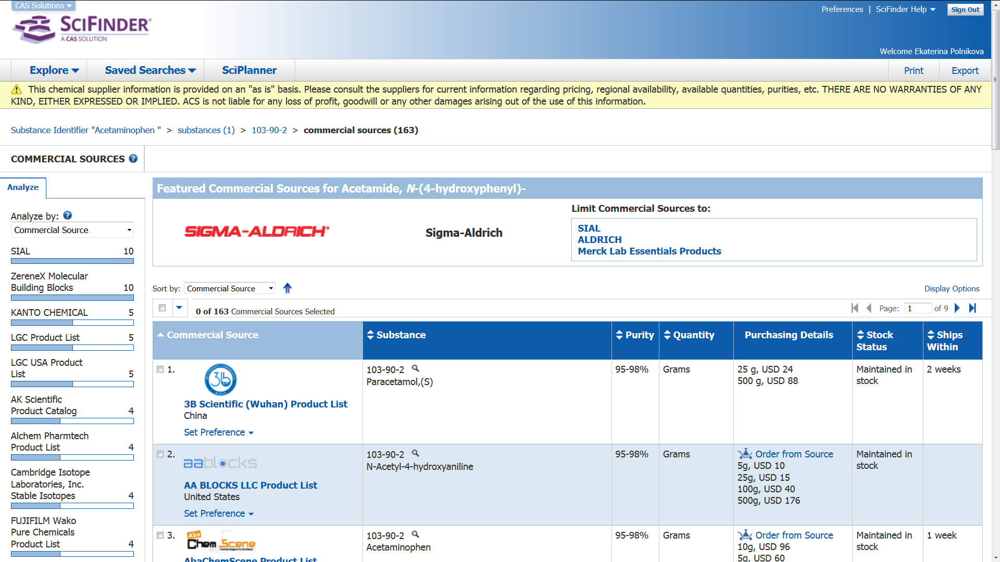 CAS Solutions
Preferences | SciFinder Help
Sign Out
SCIFINDER®
A CAS SOLUTION
Welcome Ekaterina Polnikova
Explore
Saved Searches
SciPlanner
Print
Export
This chemical supplier information is provided on an "as is" basis. Please consult the suppliers for current information regarding pricing, regional availability, available quantities, purities, etc. THERE ARE NO WARRANTIES OF ANY
KIND, EITHER EXPRESSED OR IMPLIED. ACS is not liable for any loss of profit, goodwill or any other damages arising out of the use of this information.
Substance Identifier "Acetaminophen " > substances (1) > 103-90-2 > commercial sources (163)
COMMERCIAL SOURCES ?
Analyze
Analyze by: ?
Commercial Source
SIAL 10
ZereneX Molecular
Building Blocks 10
KANTO CHEMICAL 5
LGC Product List 5
LGC USA Product
List 5
AK Scientific
Product Catalog 4
Alchem Pharmtech
Product List 4
Cambridge Isotope
Laboratories, Inc.
Stable Isotopes 4
FUJIFILM Wako
Pure Chemicals
Product List 4
Featured Commercial Sources for Acetamide, N-(4-hydroxyphenyl)-
SIGMA-ALDRICH®
Sigma-Aldrich
Limit Commercial Sources to:
SIAL
ALDRICH
Merck Lab Essentials Products
Sort by: Commercial Source
Display Options
0 of 163 Commercial Sources Selected
Page: 1 of 9
Commercial Source
Substance
Purity
Quantity
Purchasing Details
Stock
Status
Ships
Within
1.
3B Scientific (Wuhan) Product List
China
Set Preference
103-90-2
Paracetamol,(S)
95-98%
Grams
25 g, USD 24
500 g, USD 88
Maintained in
stock
2 weeks
2.
aablocks
AA BLOCKS LLC Product List
United States
Set Preference
103-90-2
N-Acetyl-4-hydroxyaniline
95-98%
Grams
Order from Source
5g, USD 10
25g, USD 15
100g, USD 40
500g, USD 176
Maintained in
stock
3.
Aba
Chem Scene
AbaChemScene Product List
103-90-2
Acetaminophen
95-98%
Grams
Order from Source
10g, USD 96
5g, USD 60
Maintained in
stock
1 week